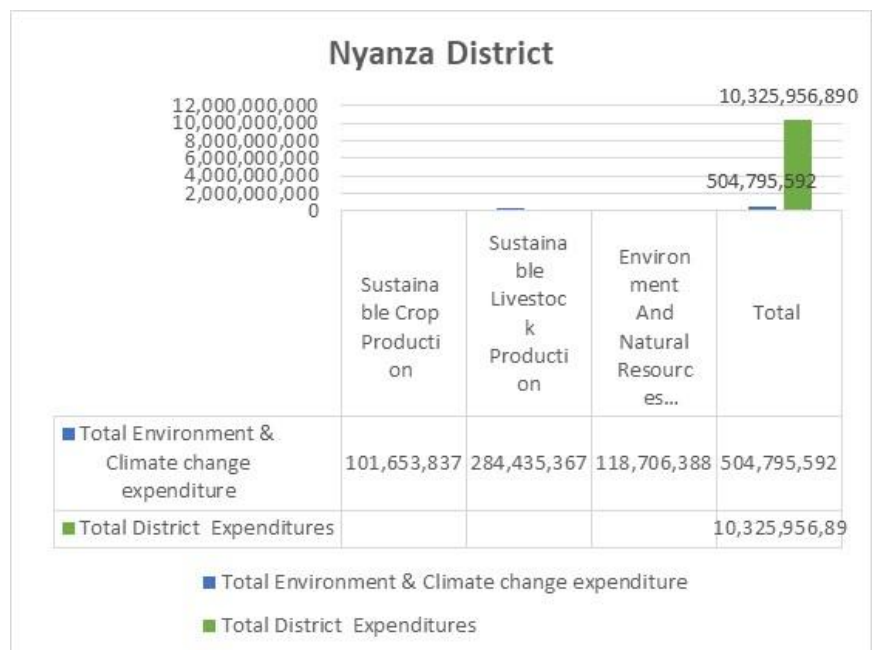 Nyanza District
12,000,000,000
10,000,000,000
8,000,000,000
6,000,000,000
4,000,000,000
2,000,000,000
0
10,325,956,890
504,795,592
Sustaina
ble Crop
Producti
on
Sustaina
ble
Livestoc
k
Producti
on
Environ
ment
And
Natural
Resourc
es...
Total
Total Environment &
Climate change
expenditure
101,653,837 284,435,367 118,706,388 504,795,592
Total District Expenditures
10,325,956,89
Total Environment & Climate change expenditure
Total District Expenditures